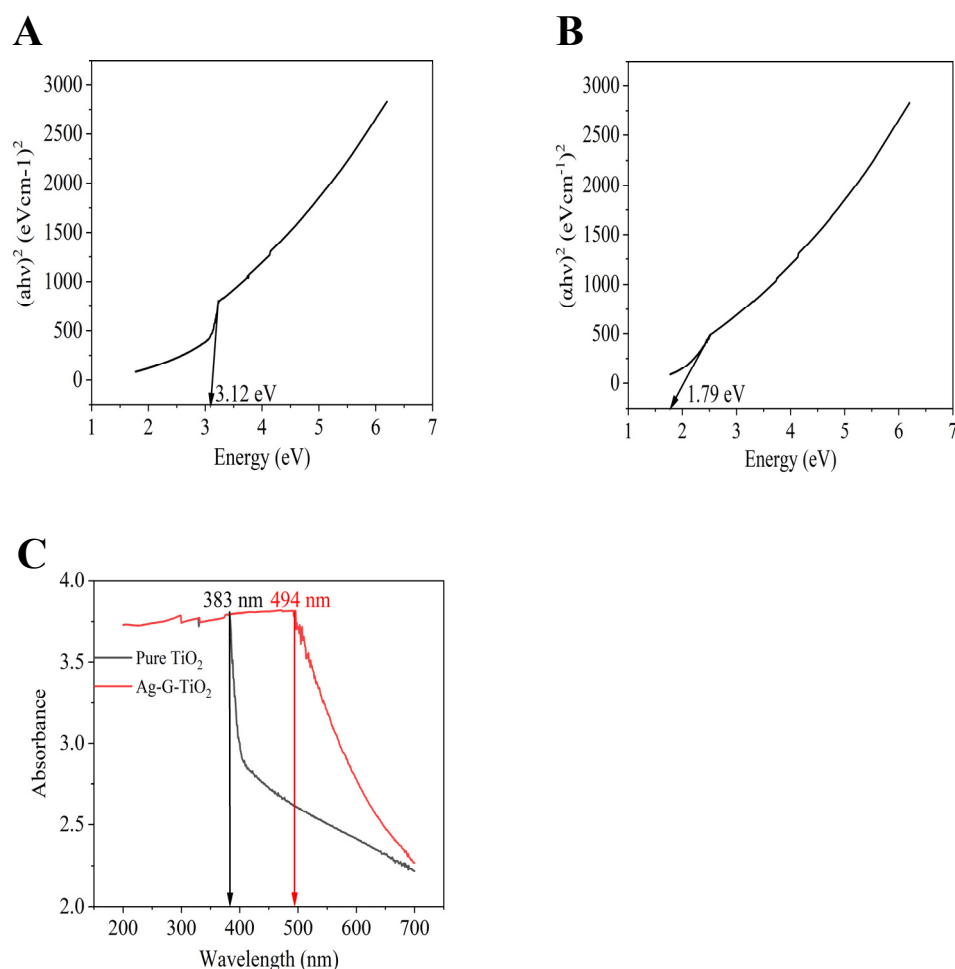 A
(ahν)² (eVcm-1)²
3000
2500
2000
1500
1000
500
0
3.12 eV
1 2 3 4 5 6 7
Energy (eV)
B
(αhν)² (eVcm⁻¹)²
3000
2500
2000
1500
1000
500
0
1.79 eV
1 2 3 4 5 6 7
Energy (eV)
C
Absorbance
4.0
3.5
3.0
2.5
2.0
383 nm 494 nm
Pure TiO₂
Ag-G-TiO₂
200 300 400 500 600 700
Wavelength (nm)